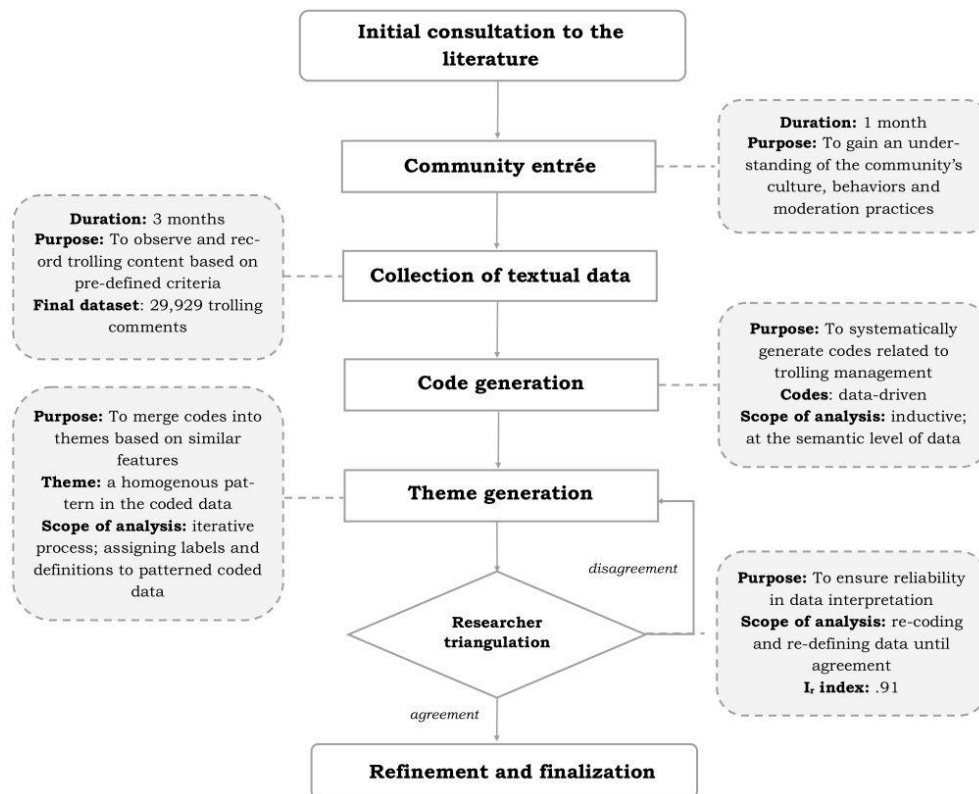 Initial consultation to the
literature
Community entrée
Duration: 1 month
Purpose: To gain an under-
standing of the community's
culture, behaviors and
moderation practices
Duration: 3 months
Purpose: To observe and rec-
ord trolling content based on
pre-defined criteria
Final dataset: 29,929 trolling
comments
Collection of textual data
Code generation
Purpose: To systematically
generate codes related to
trolling management
Codes: data-driven
Scope of analysis: inductive;
at the semantic level of data
Purpose: To merge codes into
themes based on similar
features
Theme: a homogenous pat-
tern in the coded data
Scope of analysis: iterative
process; assigning labels and
definitions to patterned coded
data
Theme generation
disagreement
Researcher
triangulation
Purpose: To ensure reliability
in data interpretation
Scope of analysis: re-coding
and re-defining data until
agreement
Iᵣ index: .91
agreement
Refinement and finalization